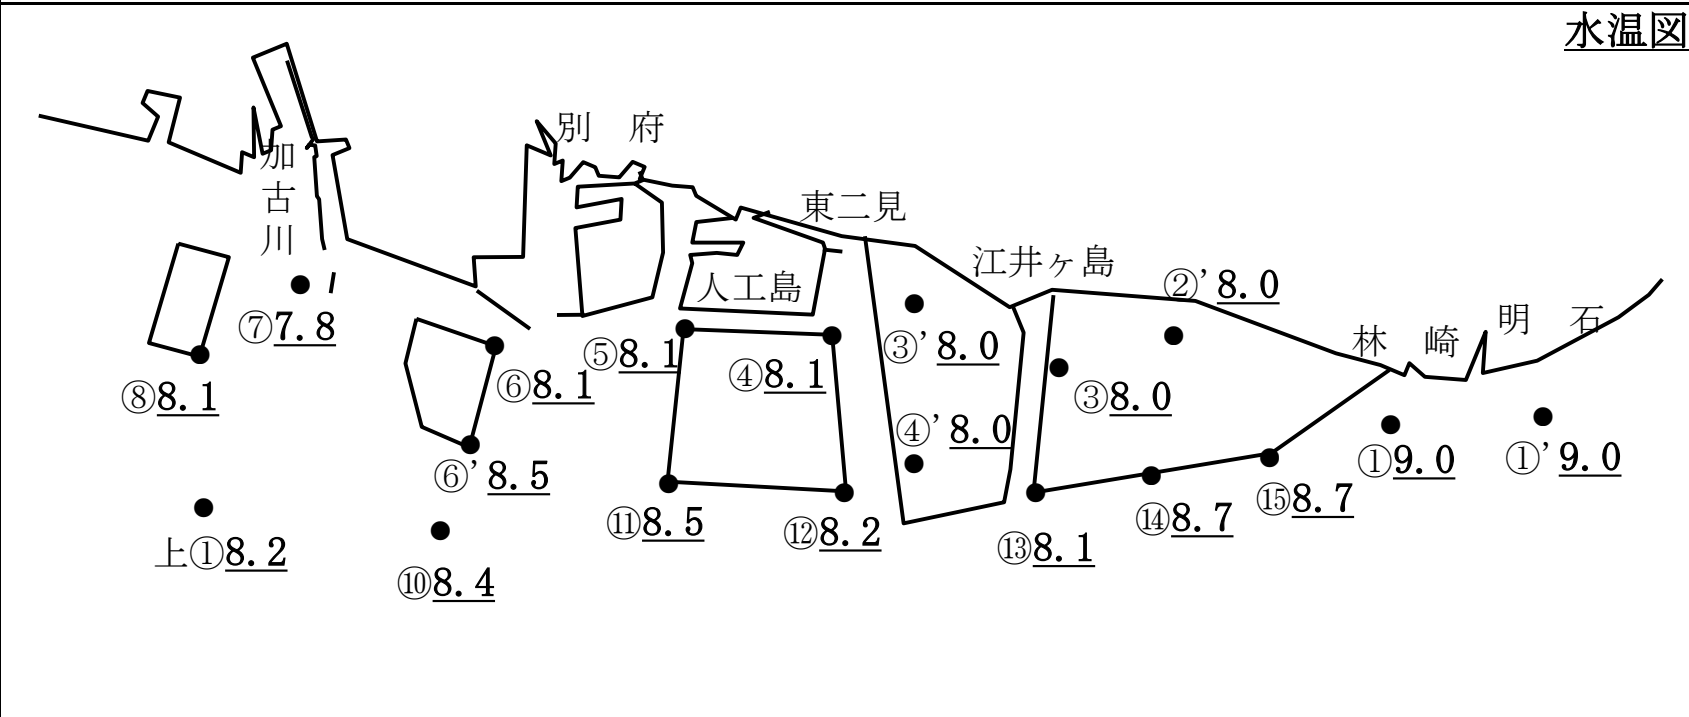 水温図
別　府
加古川
東二見
江井ヶ島
人工島
②’8.0
林　崎
明　石
⑦7.8
③’8.0
⑤8.1
④8.1
⑥8.1
⑧8.1
③8.0
④’8.0
①9.0
①’9.0
⑥’8.5
⑮8.7
⑪8.5
⑫8.2
⑭8.7
⑬8.1
上①8.2
⑩8.4